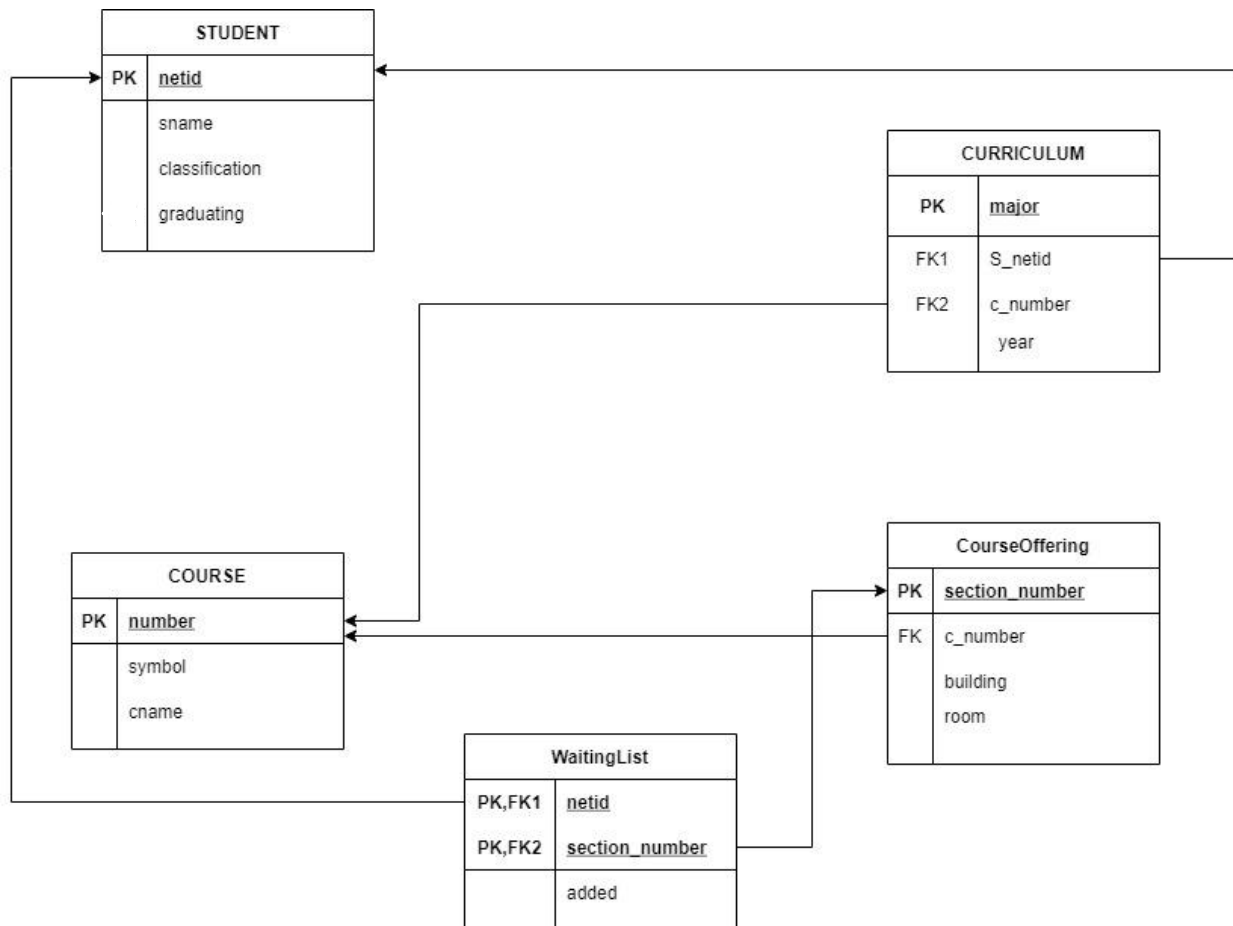 STUDENT
PK netid
sname
classification
graduating
CURRICULUM
PK major
FK1 S_netid
FK2 c_number
year
COURSE
PK number
symbol
cname
CourseOffering
PK section_number
FK c_number
building
room
WaitingList
PK,FK1 netid
PK,FK2 section_number
added